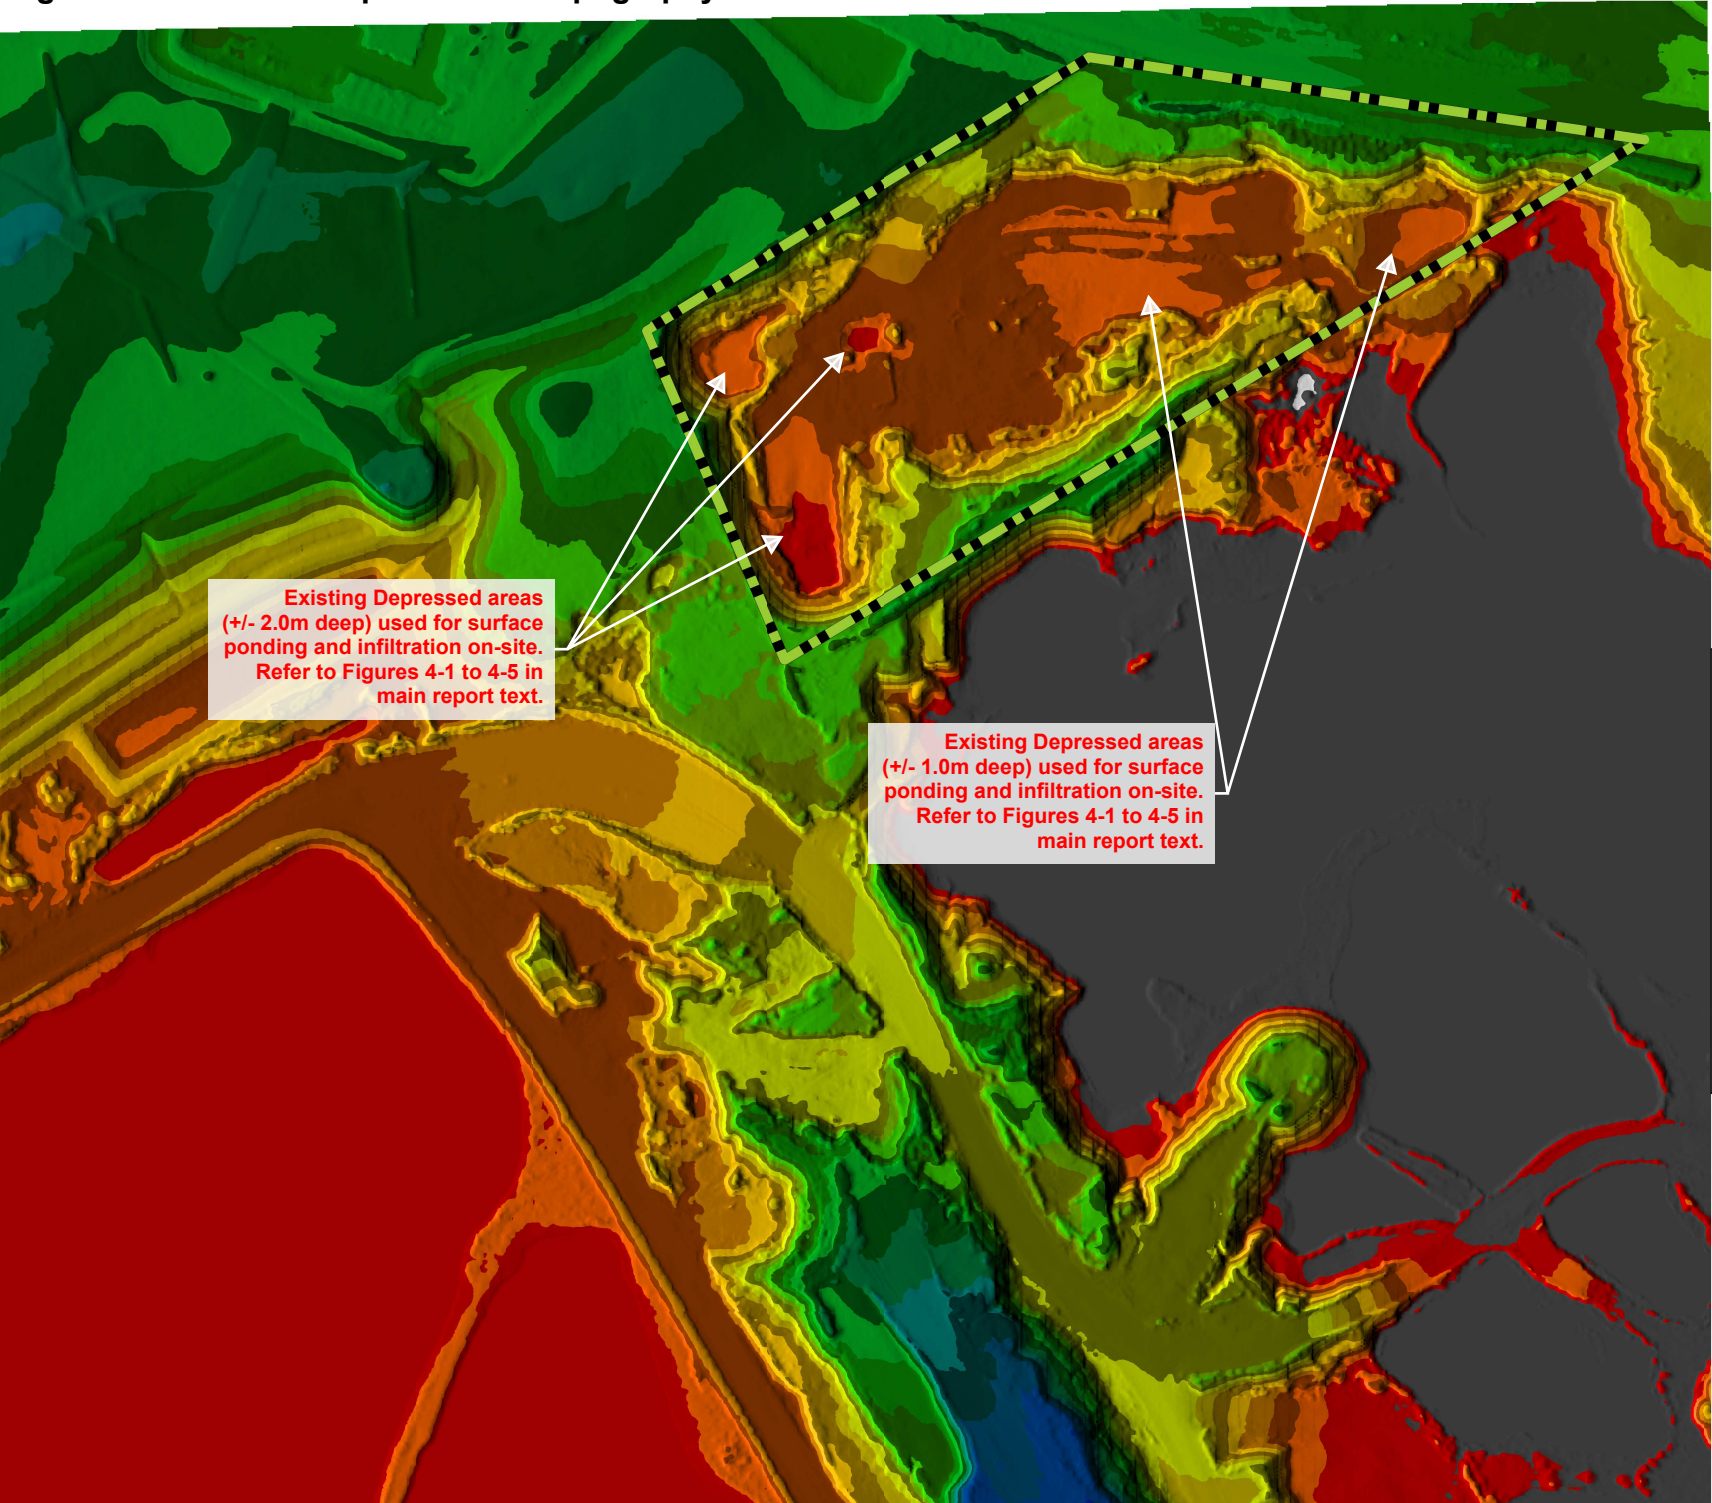 Existing Depressed areas
(+/- 2.0m deep) used for surface
ponding and infiltration on-site.
Refer to Figures 4-1 to 4-5 in
main report text.
Existing Depressed areas
(+/- 1.0m deep) used for surface
ponding and infiltration on-site.
Refer to Figures 4-1 to 4-5 in
main report text.